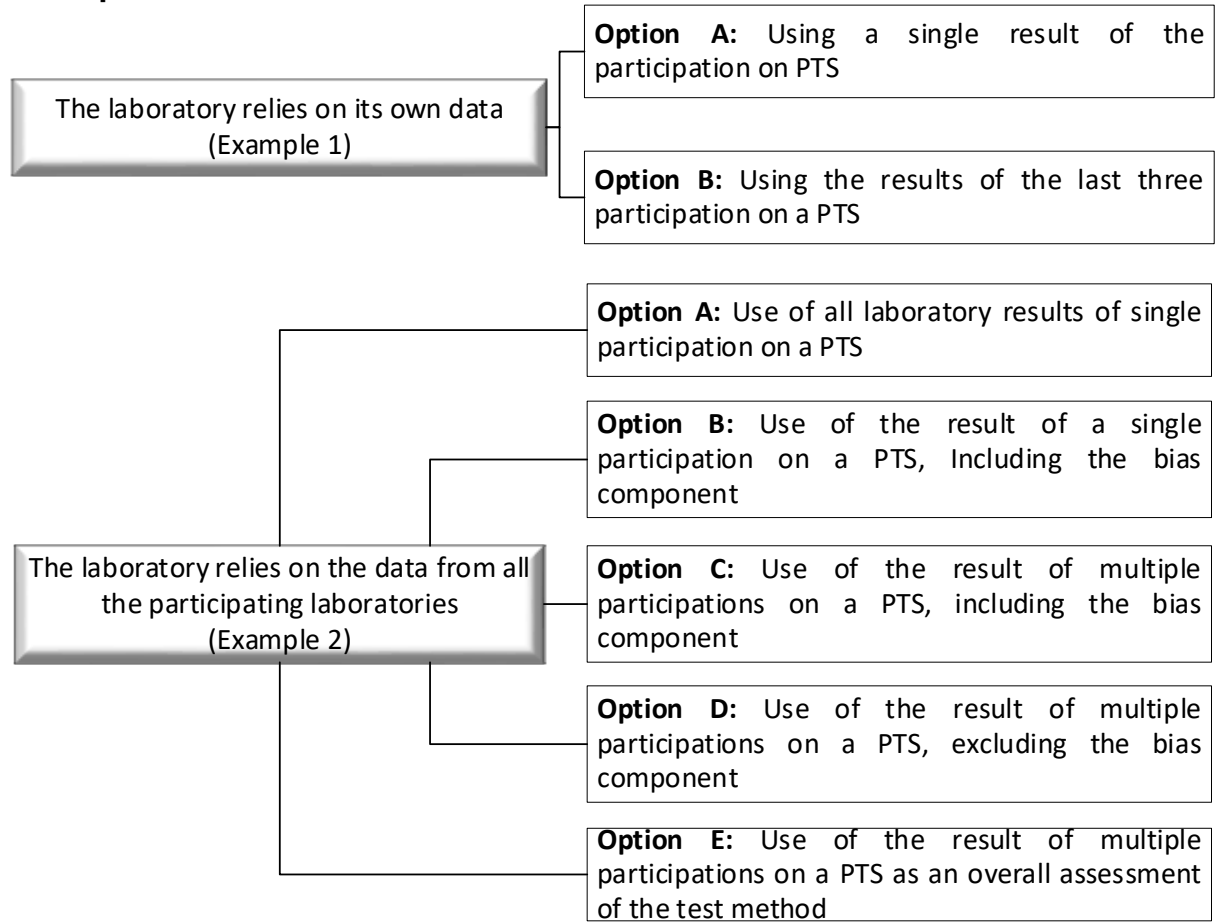 The laboratory relies on its own data
(Example 1)
Option A: Using a single result of the
participation on PTS
Option B: Using the results of the last three
participation on a PTS
The laboratory relies on the data from all
the participating laboratories
(Example 2)
Option A: Use of all laboratory results of single
participation on a PTS
Option B: Use of the result of a single
participation on a PTS, Including the bias
component
Option C: Use of the result of multiple
participations on a PTS, including the bias
component
Option D: Use of the result of multiple
participations on a PTS, excluding the bias
component
Option E: Use of the result of multiple
participations on a PTS as an overall assessment
of the test method